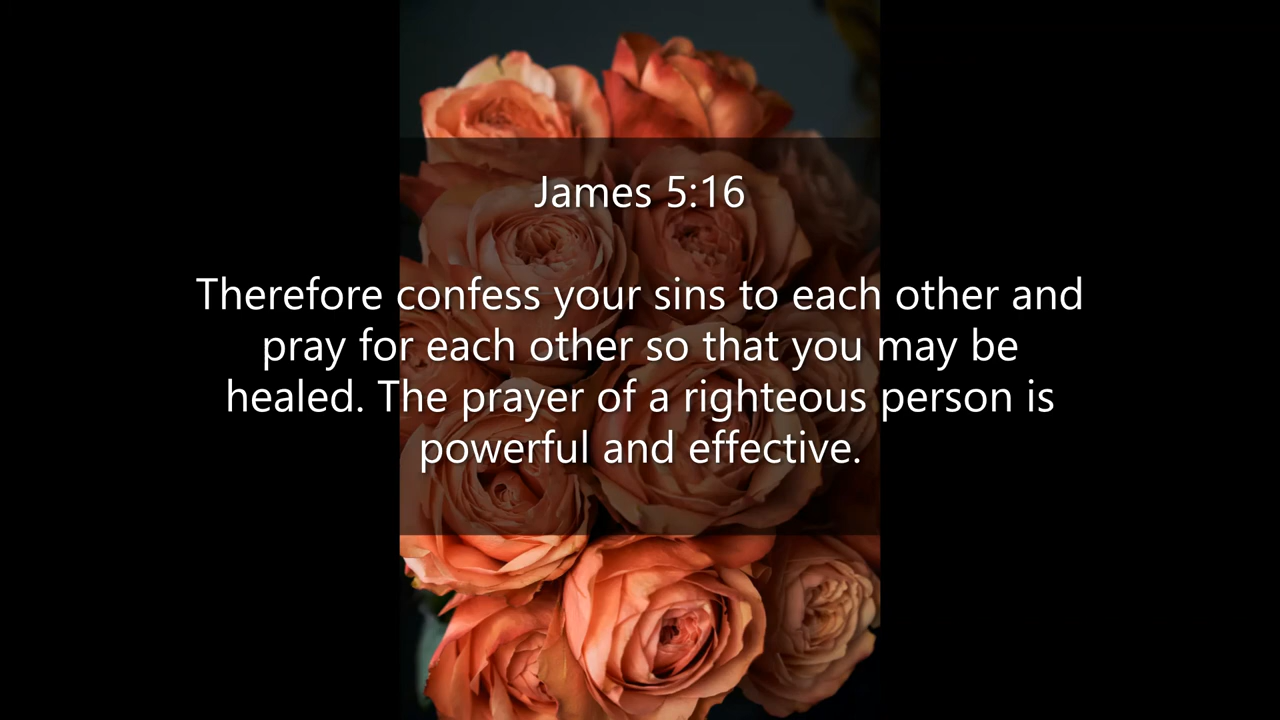 James 5:16
Therefore confess your sins to each other and
pray for each other so that you may be
healed. The prayer of a righteous person is
powerful and effective.